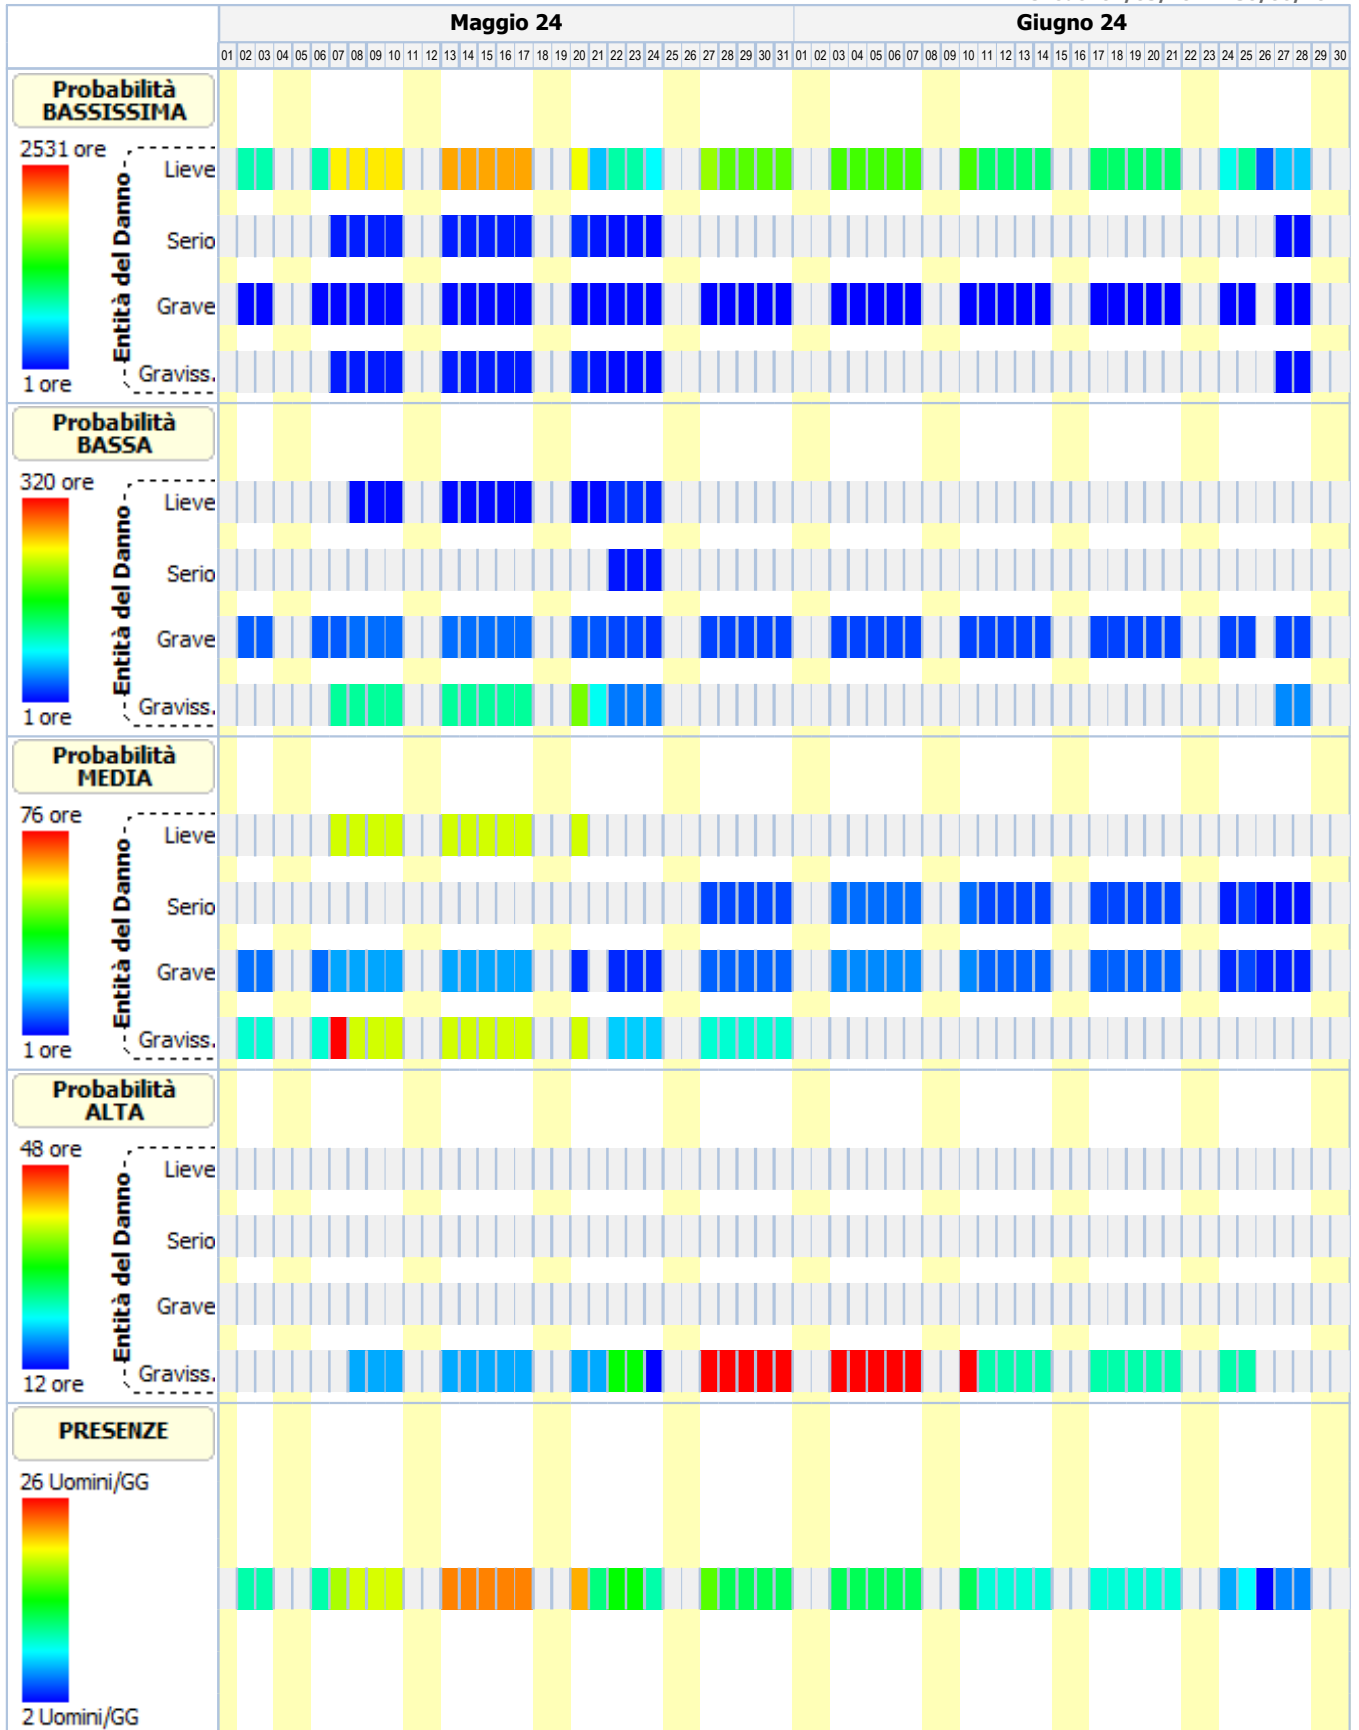 Maggio 24 Giugno 24
01 02 03 04 05 06 07 08 09 10 11 12 13 14 15 16 17 18 19 20 21 22 23 24 25 26 27 28 29 30 31 01 02 03 04 05 06 07 08 09 10 11 12 13 14 15 16 17 18 19 20 21 22 23 24 25 26 27 28 29 30
Probabilità
BASSISSIMA
2531 ore
Entità del Danno
Lieve
Serio
Grave
Graviss.
1 ore
Probabilità
BASSA
320 ore
Entità del Danno
Lieve
Serio
Grave
Graviss.
1 ore
Probabilità
MEDIA
76 ore
Entità del Danno
Lieve
Serio
Grave
Graviss.
1 ore
Probabilità
ALTA
48 ore
Entità del Danno
Lieve
Serio
Grave
Graviss.
12 ore
PRESENZE
26 Uomini/GG
2 Uomini/GG